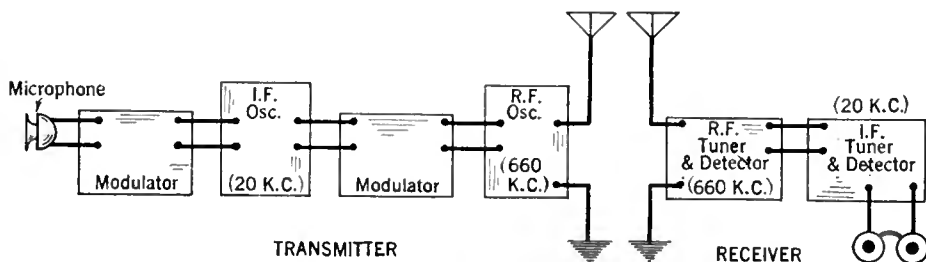 Microphone
Modulator
I.F.
Osc.
(20 K.C.)
Modulator
R.F.
Osc.
(660
K.C.)
TRANSMITTER
R.F.
Tuner
& Detector
(660 K.C.)
(20 K.C.)
I.F.
Tuner
& Detector
RECEIVER